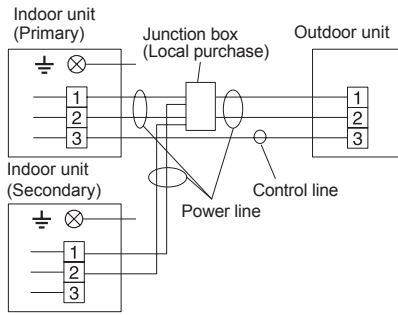 Indoor unit
(Primary)
Junction box
(Local purchase)
Outdoor unit
1
2
3
1
2
3
Indoor unit
(Secondary)
Control line
Power line
1
2
3